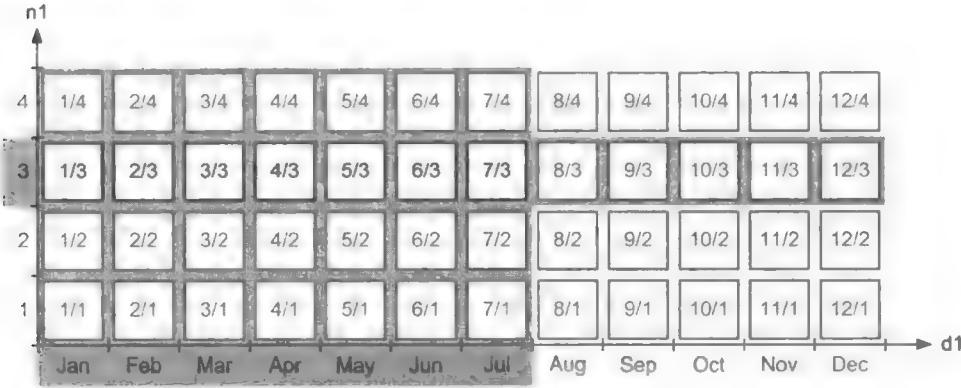 n1
4 1/4 2/4 3/4 4/4 5/4 6/4 7/4 8/4 9/4 10/4 11/4 12/4
3 1/3 2/3 3/3 4/3 5/3 6/3 7/3 8/3 9/3 10/3 11/3 12/3
2 1/2 2/2 3/2 4/2 5/2 6/2 7/2 8/2 9/2 10/2 11/2 12/2
1 1/1 2/1 3/1 4/1 5/1 6/1 7/1 8/1 9/1 10/1 11/1 12/1
d1
Jan Feb Mar Apr May Jun Jul Aug Sep Oct Nov Dec